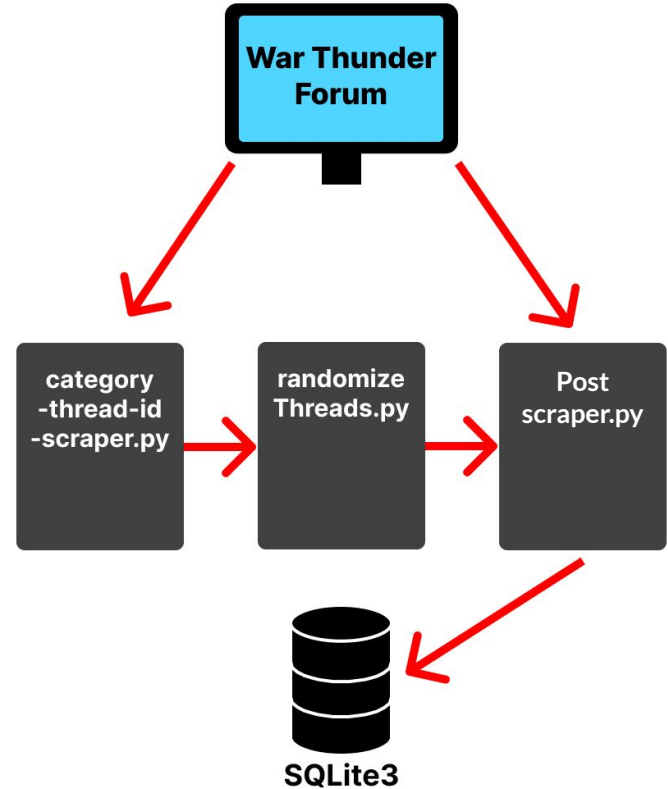 War Thunder
Forum
category
-thread-id
-scraper.py
randomize
Threads.py
Post
scraper.py
SQLite3